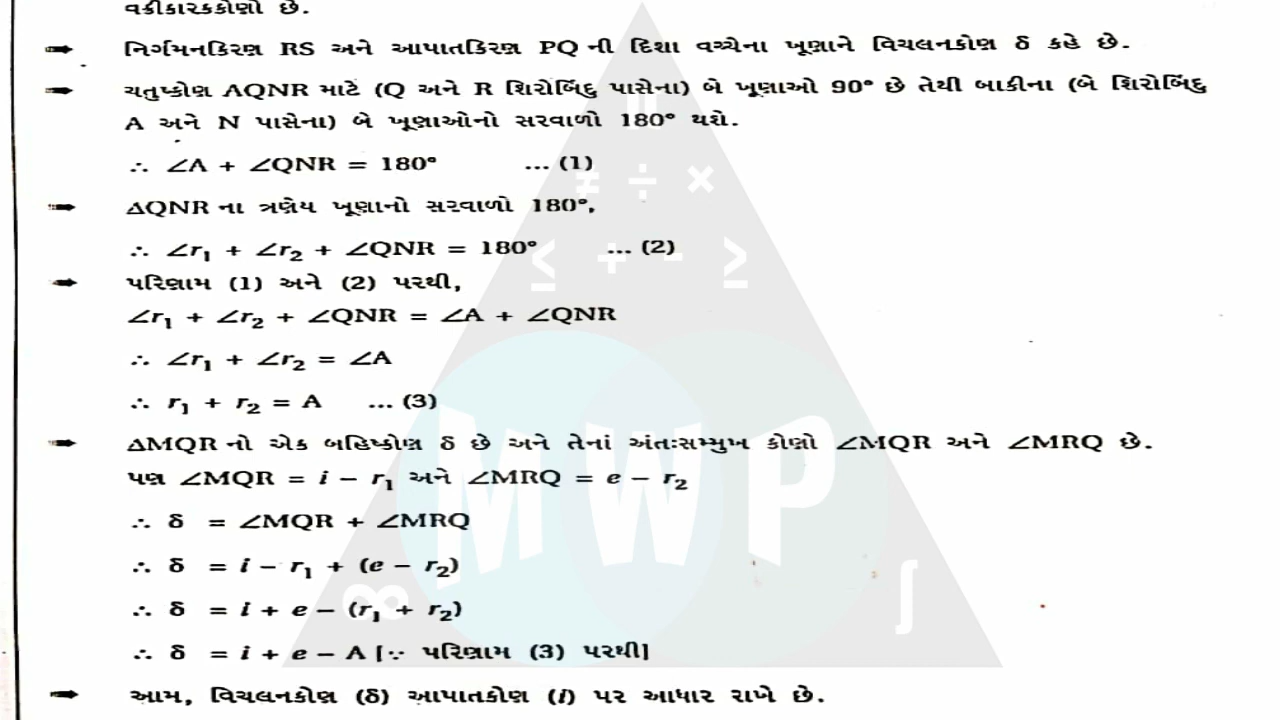 વક્રીકારકકોણો છે.
➡ નિર્ગમનકિરણ RS અને આપાતકિરણ PQ ની દિશા વચ્ચેના ખૂણાને વિચલનકોણ δ કહે છે.
➡ ચતુષ્કોણ AQNR માટે (Q અને R શિરોબિંદુ પાસેના) બે ખૂણાઓ 90° છે તેથી બાકીના (બે શિરોબિંદુ
A અને N પાસેના) બે ખૂણાઓનો સરવાળો 180° થશે.
∴ ∠A + ∠QNR = 180° ... (1)
➡ ΔQNR ના ત્રણેય ખૂણાનો સરવાળો 180°,
∴ ∠r₁ + ∠r₂ + ∠QNR = 180° ... (2)
➡ પરિણામ (1) અને (2) પરથી,
∠r₁ + ∠r₂ + ∠QNR = ∠A + ∠QNR
∴ ∠r₁ + ∠r₂ = ∠A
∴ r₁ + r₂ = A ... (3)
➡ ΔMQR નો એક બહિષ્કોણ δ છે અને તેનાં અંતઃસમ્મુખ કોણો ∠MQR અને ∠MRQ છે.
પણ ∠MQR = i – r₁ અને ∠MRQ = e – r₂
∴ δ = ∠MQR + ∠MRQ
∴ δ = i – r₁ + (e – r₂)
∴ δ = i + e – (r₁ + r₂)
∴ δ = i + e – A [∵ પરિણામ (3) પરથી]
➡ આમ, વિચલનકોણ (δ) આપાતકોણ (i) પર આધાર રાખે છે.
¥ ÷ ×
≤ + - ≥
MWP
∞ ∫